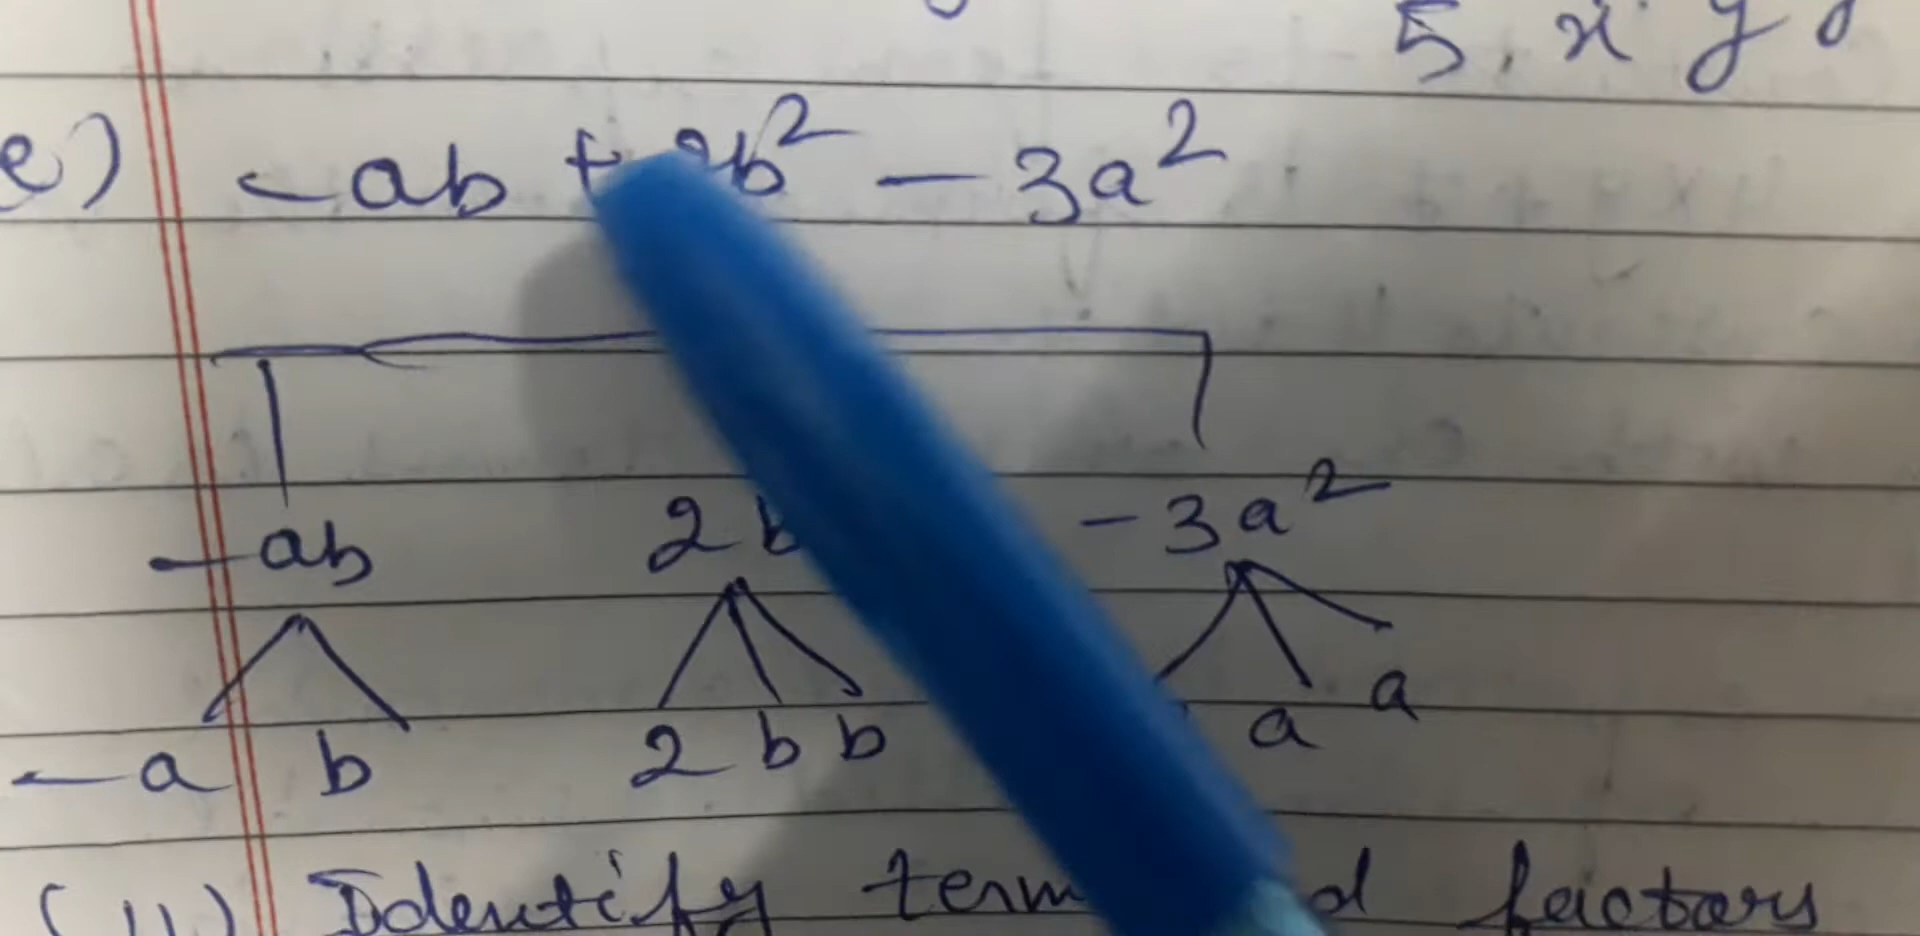 5, x y y
e) -ab + 2b² - 3a²
-ab 2b -3a²
-a b 2 b b a a
(ii) Identify term d factors